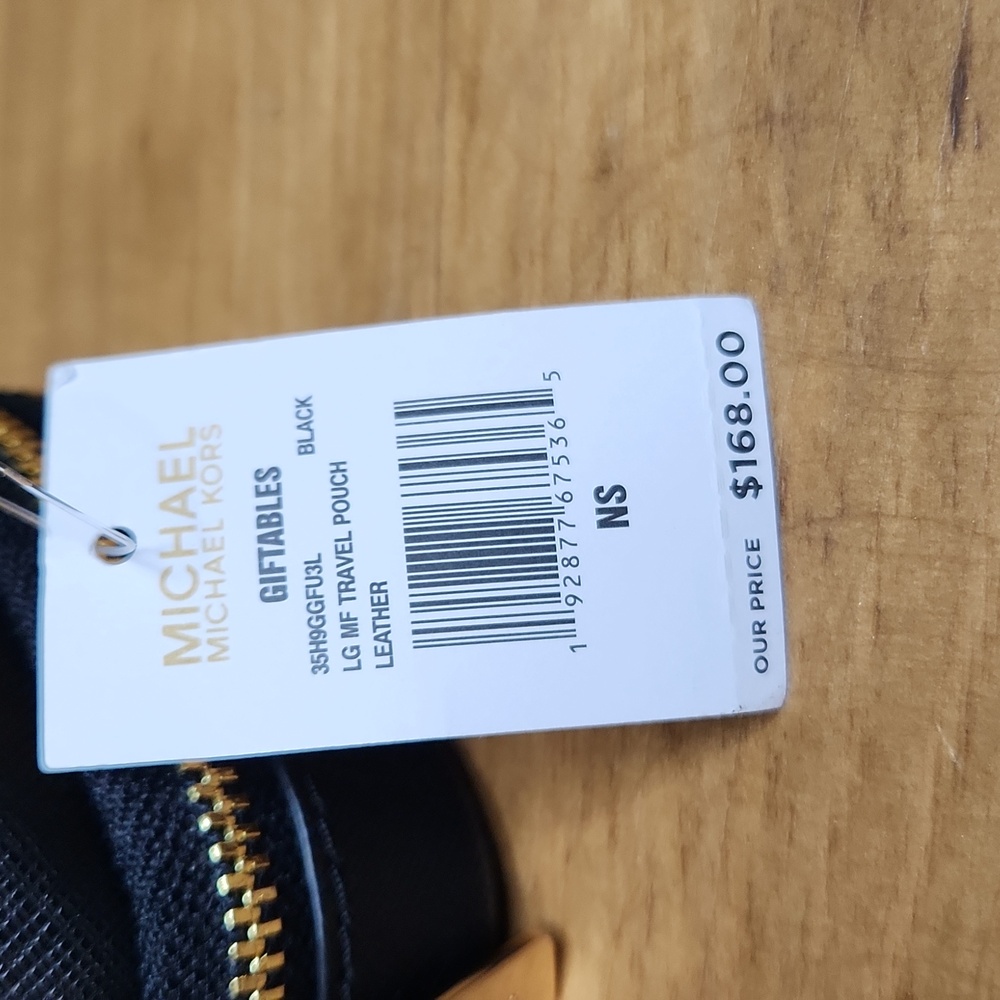 MICHAEL
MICHAEL KORS
GIFTABLES
35H9GGFU3L BLACK
LG MF TRAVEL POUCH
LEATHER
1 92877 67536 5
NS
OUR PRICE $168.00